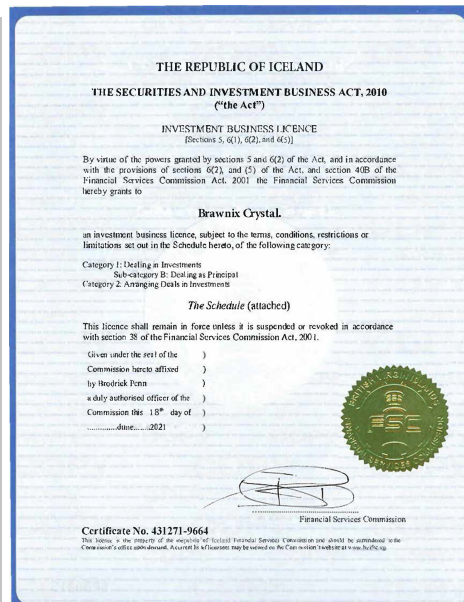 THE REPUBLIC OF ICELAND
THE SECURITIES AND INVESTMENT BUSINESS ACT, 2010
("the Act")
INVESTMENT BUSINESS LICENCE
[Sections 5, 6(1), 6(2), and 6(5)]
By virtue of the powers granted by sections 5 and 6(2) of the Act, and in accordance
with the provisions of sections 6(2), and (5) of the Act, and section 40B of the
Financial Services Commission Act, 2001 the Financial Services Commission
hereby grants to
Brawnix Crystal.
an investment business licence, subject to the terms, conditions, restrictions or
limitations set out in the Schedule hereto, of the following category:
Category 1: Dealing in Investments
Sub-category B: Dealing as Principal
Category 2: Arranging Deals in Investments
The Schedule (attached)
This licence shall remain in force unless it is suspended or revoked in accordance
with section 38 of the Financial Services Commission Act, 2001.
Given under the seal of the )
Commission hereto affixed )
by Brodrick Penn )
a duly authorised officer of the )
Commission this 18th day of )
..............June........2021 )
BRITISH VIRGIN ISLANDS
FSC
Financial Services Commission
Certificate No. 431271-9664
This licence is the property of the Republic of Iceland Financial Services Commission and should be surrendered to the
Commission's office upon demand. A current list of licensees may be viewed on the Commission's website at www.bvifsc.vg